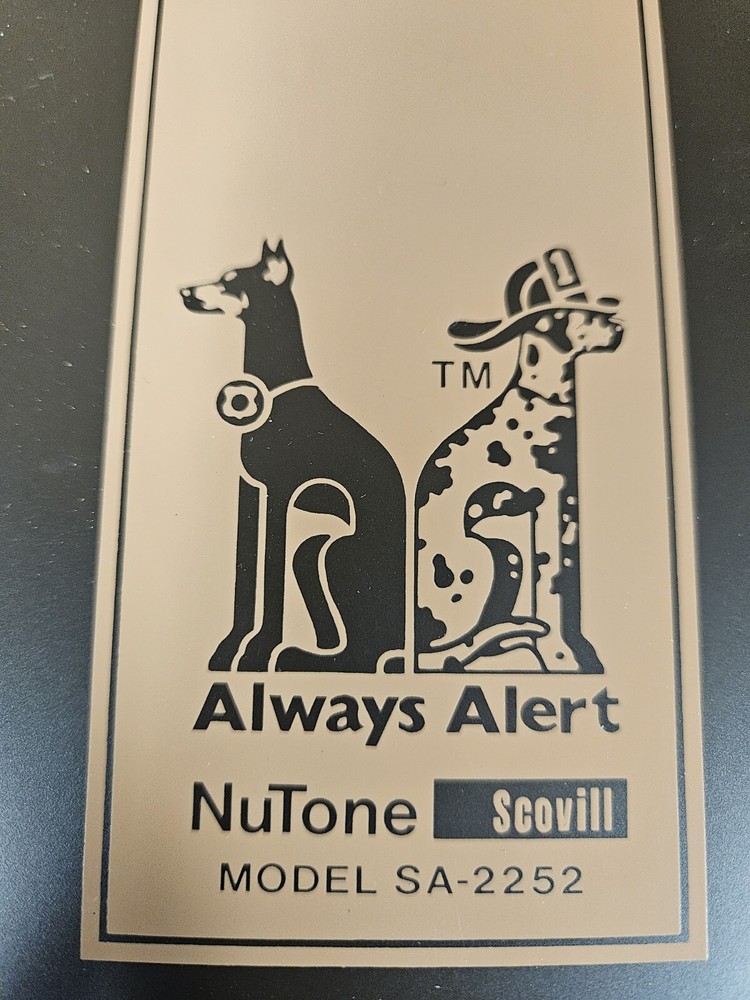 TM
Always Alert
NuTone Scovill
MODEL SA-2252